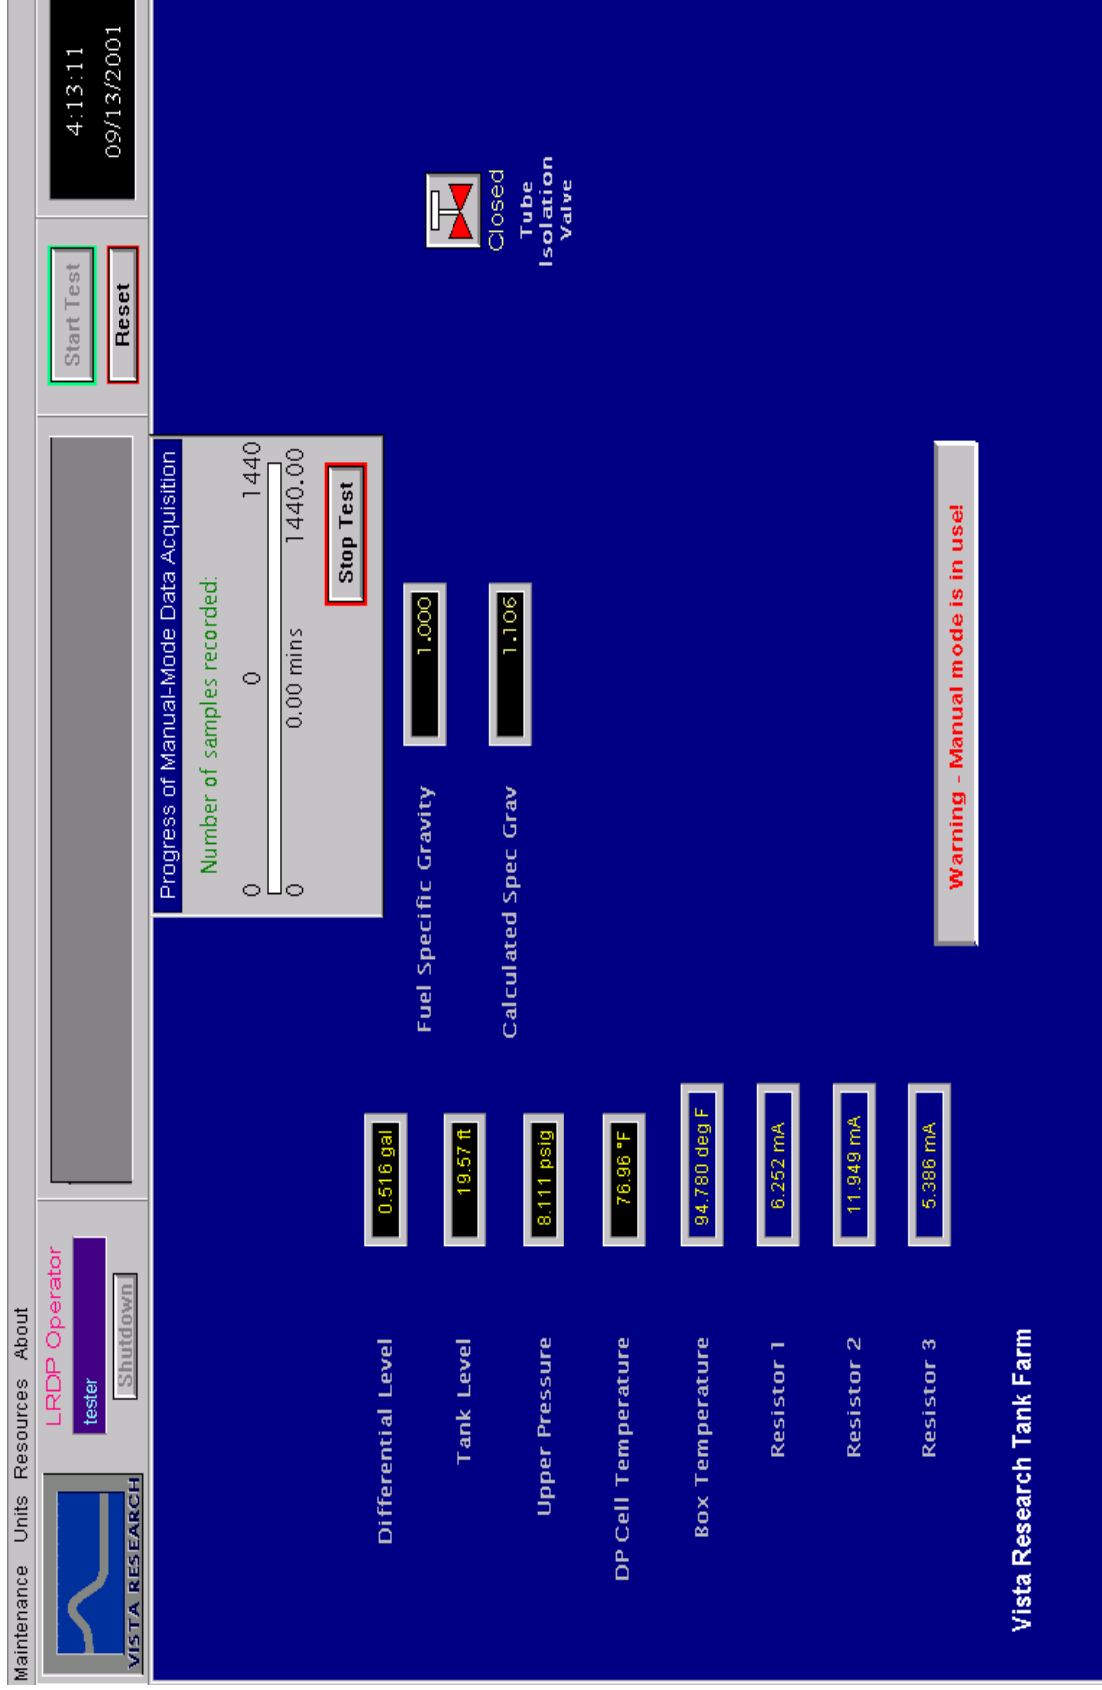 Maintenance Units Resources About
VISTA RESEARCH
LRDP Operator
tester
Shutdown
Start Test
Reset
4:13:11
09/13/2001
Progress of Manual-Mode Data Acquisition
Number of samples recorded:
0 0 1440
0 0.00 mins 1440.00
Stop Test
Differential Level 0.516 gal
Tank Level 19.57 ft
Upper Pressure 8.111 psig
DP Cell Temperature 76.96 °F
Box Temperature 94.780 deg F
Resistor 1 6.252 mA
Resistor 2 11.949 mA
Resistor 3 5.386 mA
Fuel Specific Gravity 1.000
Calculated Spec Grav 1.106
Closed
Tube
Isolation
Valve
Warning - Manual mode is in use!
Vista Research Tank Farm